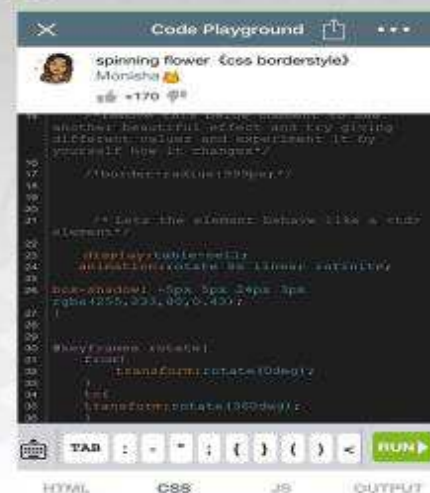 Code Playground
spinning flower《css borderstyle》
Monisha
+170
another beautiful effect and try giving
different values and experiment it by
yourself how it changes*/
16
17 /*border-radius:999px;*/
18
19
20
21 /* Lets the element behave like a <td>
element*/
22
23 display:table-cell;
24 animation:rotate 9s linear infinite;
25
26 box-shadow: -5px 5px 24px 3px
rgba(255,233,00,0.43);
27 }
28
29
30 @keyframes rotate{
31 from{
32 transform:rotate(0deg);
33 }
34 to{
35 transform:rotate(360deg);
36 }
TAB : - " ; { } ( ) < RUN
HTML CSS JS OUTPUT